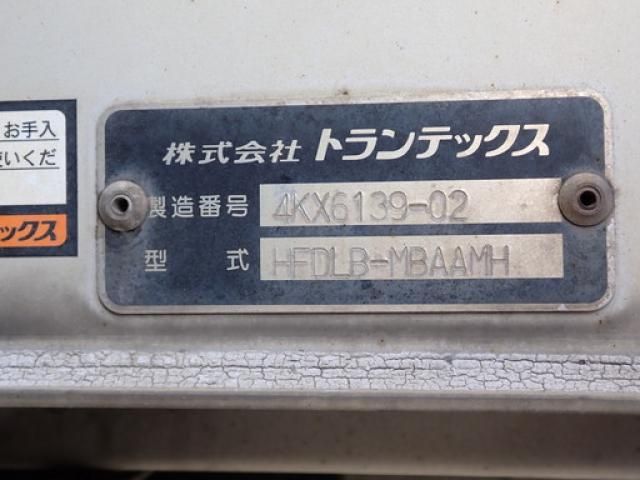 お手入
いくだ
ックス
株式会社 トランテックス
製造番号 4KX6139-02
型 式 HFDLB-MBAAMH